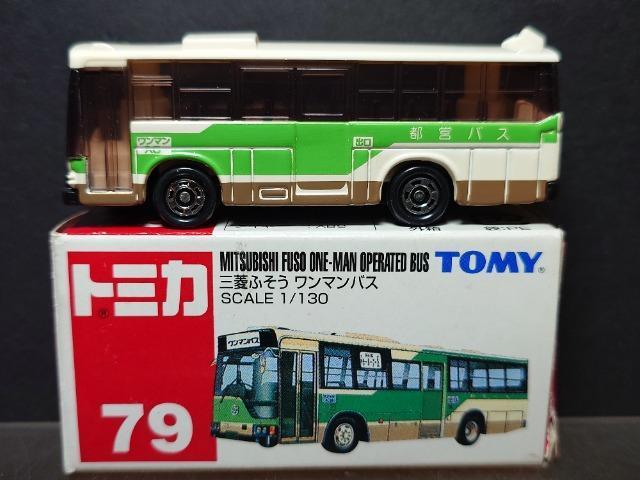 ワンマン
入口
出口
都営バス
トミカ
®
79
MITSUBISHI FUSO ONE-MAN OPERATED BUS
TOMY®
三菱ふそう ワンマンバス
SCALE 1/130
ワンマンバス